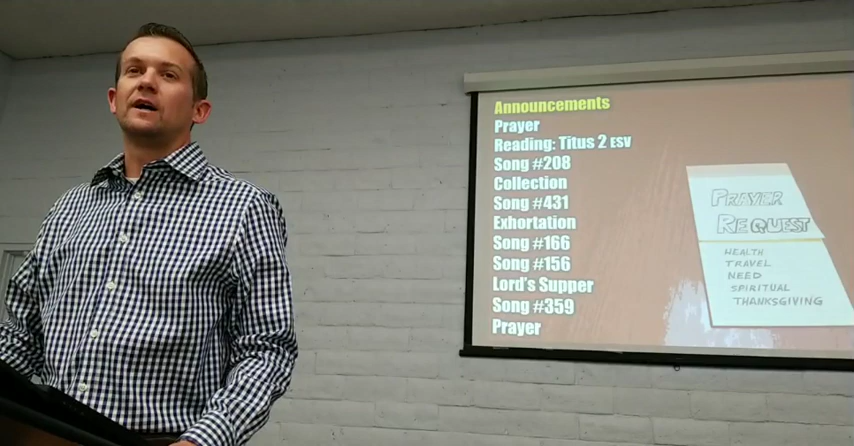 Announcements
Prayer
Reading: Titus 2 ESV
Song #208
Collection
Song #431
Exhortation
Song #166
Song #156
Lord's Supper
Song #359
Prayer
PRAYER
REQUEST
HEALTH
TRAVEL
NEED
SPIRITUAL
THANKSGIVING